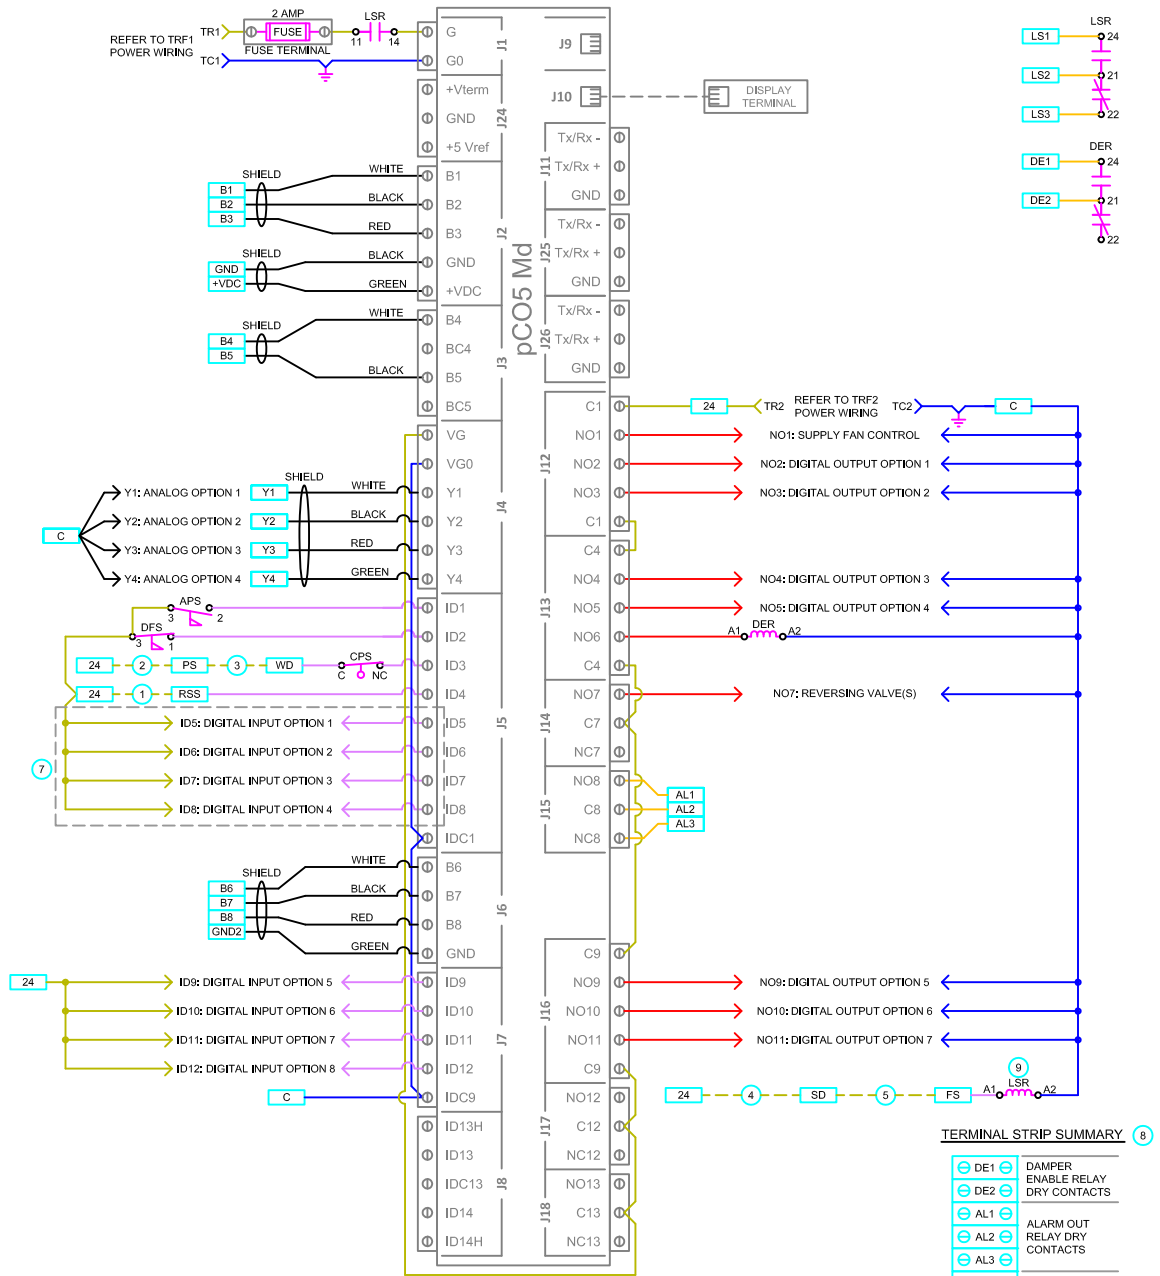 2 AMP
LSR
TR1
FUSE
11
14
REFER TO TRF1
POWER WIRING
FUSE TERMINAL
TC1
G
G0
J1
+Vterm
GND
+5 Vref
J24
SHIELD
WHITE
BLACK
RED
B1
B2
B3
B1
B2
B3
J2
SHIELD
BLACK
GREEN
GND
+VDC
GND
+VDC
SHIELD
WHITE
BLACK
B4
B5
B4
BC4
B5
BC5
J3
VG
VG0
Y1
Y2
Y3
Y4
J4
SHIELD
WHITE
BLACK
RED
GREEN
C
Y1: ANALOG OPTION 1
Y1
Y2: ANALOG OPTION 2
Y2
Y3: ANALOG OPTION 3
Y3
Y4: ANALOG OPTION 4
Y4
APS
3
2
DFS
3
1
24
2
PS
3
WD
CPS
C
NC
24
1
RSS
7
ID5: DIGITAL INPUT OPTION 1
ID6: DIGITAL INPUT OPTION 2
ID7: DIGITAL INPUT OPTION 3
ID8: DIGITAL INPUT OPTION 4
ID1
ID2
ID3
ID4
ID5
ID6
ID7
ID8
IDC1
J5
SHIELD
WHITE
BLACK
RED
GREEN
B6
B7
B8
GND2
B6
B7
B8
GND
J6
24
ID9: DIGITAL INPUT OPTION 5
ID10: DIGITAL INPUT OPTION 6
ID11: DIGITAL INPUT OPTION 7
ID12: DIGITAL INPUT OPTION 8
C
ID9
ID10
ID11
ID12
IDC9
J7
ID13H
ID13
IDC13
ID14
ID14H
J8
pCO5 Md
J9
J10
DISPLAY
TERMINAL
J11
Tx/Rx -
Tx/Rx +
GND
J25
Tx/Rx -
Tx/Rx +
GND
J26
Tx/Rx -
Tx/Rx +
GND
J12
C1
NO1
NO2
NO3
C1
24
TR2
REFER TO TRF2
POWER WIRING
TC2
C
NO1: SUPPLY FAN CONTROL
NO2: DIGITAL OUTPUT OPTION 1
NO3: DIGITAL OUTPUT OPTION 2
J13
C4
NO4
NO5
NO6
C4
NO4: DIGITAL OUTPUT OPTION 3
NO5: DIGITAL OUTPUT OPTION 4
A1
DER
A2
J14
NO7
C7
NC7
NO7: REVERSING VALVE(S)
J15
NO8
C8
NC8
AL1
AL2
AL3
J16
C9
NO9
NO10
NO11
C9
NO9: DIGITAL OUTPUT OPTION 5
NO10: DIGITAL OUTPUT OPTION 6
NO11: DIGITAL OUTPUT OPTION 7
24
4
SD
5
FS
9
A1
LSR
A2
J17
NO12
C12
NC12
J18
NO13
C13
NC13
LSR
LS1
24
LS2
21
LS3
22
DER
DE1
24
DE2
21
22
TERMINAL STRIP SUMMARY
8
DE1
DE2
DAMPER
ENABLE RELAY
DRY CONTACTS
AL1
AL2
AL3
ALARM OUT
RELAY DRY
CONTACTS